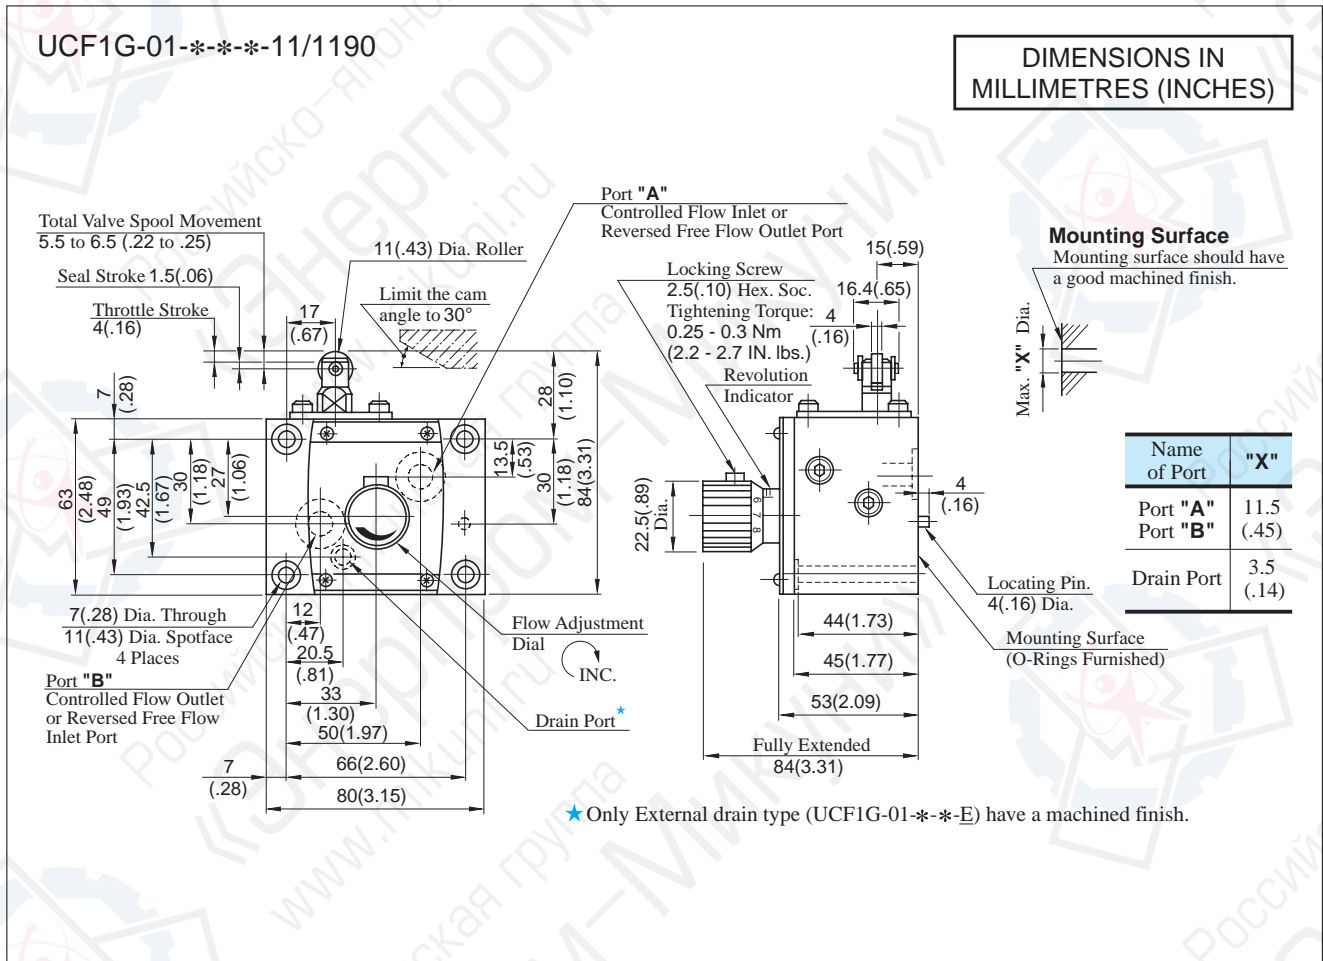 UCF1G-01-*-*-*-11/1190
DIMENSIONS IN
MILLIMETRES (INCHES)
Total Valve Spool Movement
5.5 to 6.5 (.22 to .25)
Seal Stroke 1.5(.06)
Throttle Stroke
4(.16)
17
(.67)
11(.43) Dia. Roller
Limit the cam
angle to 30°
Port "A"
Controlled Flow Inlet or
Reversed Free Flow Outlet Port
7
(.28)
28
(1.10)
63
(2.48)
49
(1.93)
42.5
(1.67)
30
(1.18)
27
(1.06)
13.5
(.53)
30
(1.18)
84(3.31)
7(.28) Dia. Through
11(.43) Dia. Spotface
4 Places
Port "B"
Controlled Flow Outlet
or Reversed Free Flow
Inlet Port
12
(.47)
20.5
(.81)
33
(1.30)
50(1.97)
66(2.60)
7
(.28)
80(3.15)
Flow Adjustment
Dial
INC.
Drain Port★
Locking Screw
2.5(.10) Hex. Soc.
Tightening Torque:
0.25 - 0.3 Nm
(2.2 - 2.7 IN. lbs.)
Revolution
Indicator
15(.59)
16.4(.65)
4
(.16)
22.5(.89)
Dia.
6
7
8
4
(.16)
Locating Pin.
4(.16) Dia.
Mounting Surface
(O-Rings Furnished)
44(1.73)
45(1.77)
53(2.09)
Fully Extended
84(3.31)
Mounting Surface
Mounting surface should have
a good machined finish.
Max. "X" Dia.
Name
of Port
"X"
Port "A"
Port "B"
11.5
(.45)
Drain Port
3.5
(.14)
★Only External drain type (UCF1G-01-*-*-E) have a machined finish.